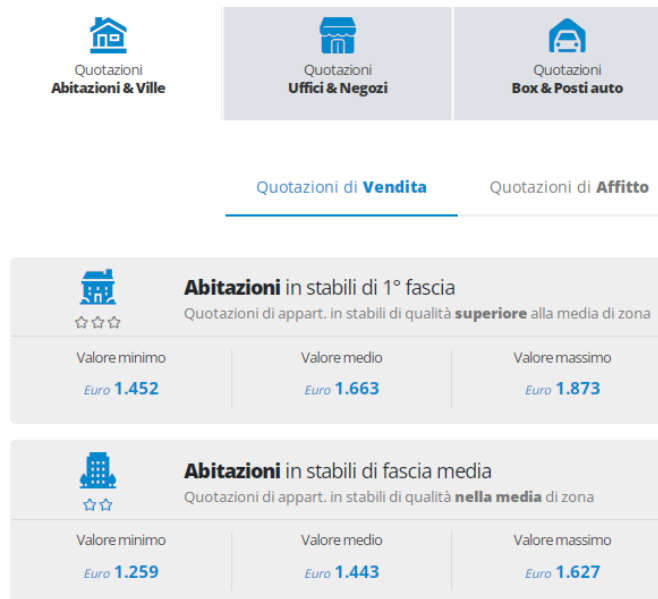 Quotazioni
Abitazioni & Ville
Quotazioni
Uffici & Negozi
Quotazioni
Box & Posti auto
Quotazioni di Vendita
Quotazioni di Affitto
Abitazioni in stabili di 1° fascia
Quotazioni di appart. in stabili di qualità superiore alla media di zona
Valore minimo
Euro 1.452
Valore medio
Euro 1.663
Valore massimo
Euro 1.873
Abitazioni in stabili di fascia media
Quotazioni di appart. in stabili di qualità nella media di zona
Valore minimo
Euro 1.259
Valore medio
Euro 1.443
Valore massimo
Euro 1.627